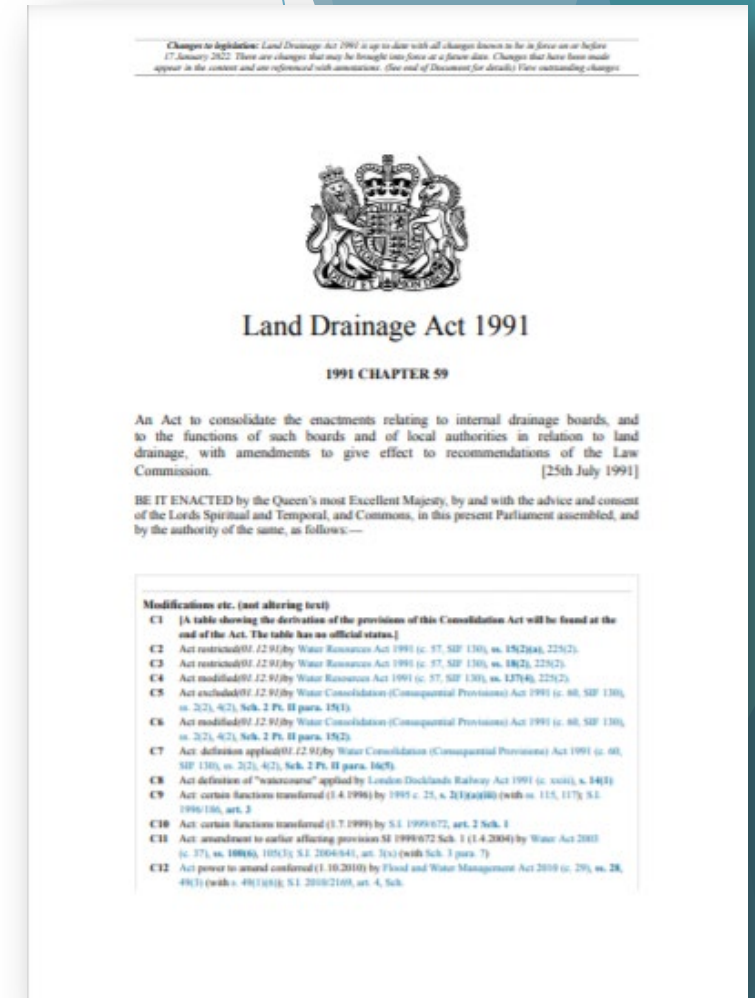 Changes to legislation: Land Drainage Act 1991 is up to date with all changes known to be in force on or before
17 January 2022. There are changes that may be brought into force at a future date. Changes that have been made
appear in the content and are referenced with annotations. (See end of Document for details) View outstanding changes
Land Drainage Act 1991
1991 CHAPTER 59
An Act to consolidate the enactments relating to internal drainage boards, and
to the functions of such boards and of local authorities in relation to land
drainage, with amendments to give effect to recommendations of the Law
Commission. [25th July 1991]
BE IT ENACTED by the Queen's most Excellent Majesty, by and with the advice and consent
of the Lords Spiritual and Temporal, and Commons, in this present Parliament assembled, and
by the authority of the same, as follows:—
Modifications etc. (not altering text)
C1 [A table showing the derivation of the provisions of this Consolidation Act will be found at the
end of the Act. The table has no official status.]
C2 Act restricted(01.12.91)by Water Resources Act 1991 (c. 57, SIF 130), ss. 15(2)(a), 225(2).
C3 Act restricted(01.12.91)by Water Resources Act 1991 (c. 57, SIF 130), ss. 18(2), 225(2).
C4 Act modified(01.12.91)by Water Resources Act 1991 (c. 57, SIF 130), ss. 137(4), 225(2).
C5 Act excluded(01.12.91)by Water Consolidation (Consequential Provisions) Act 1991 (c. 60, SIF 130),
ss. 2(2), 4(2), Sch. 2 Pt. II para. 15(1).
C6 Act modified(01.12.91)by Water Consolidation (Consequential Provisions) Act 1991 (c. 60, SIF 130),
ss. 2(2), 4(2), Sch. 2 Pt. II para. 15(2).
C7 Act: definition applied(01.12.91)by Water Consolidation (Consequential Provisions) Act 1991 (c. 60,
SIF 130), ss. 2(2), 4(2), Sch. 2 Pt. II para. 16(5).
C8 Act definition of "watercourse" applied by London Docklands Railway Act 1991 (c. xxiii), s. 14(1)
C9 Act: certain functions transferred (1.4.1996) by 1995 c. 25, s. 2(1)(a)(iii) (with ss. 115, 117); S.I.
1996/186, art. 3
C10 Act: certain functions transferred (1.7.1999) by S.I. 1999/672, art. 2 Sch. 1
C11 Act: amendment to earlier affecting provision SI 1999/672 Sch. 1 (1.4.2004) by Water Act 2003
(c. 37), ss. 100(6), 105(3); S.I. 2004/641, art. 3(x) (with Sch. 3 para. 7)
C12 Act power to amend conferred (1.10.2010) by Flood and Water Management Act 2010 (c. 29), ss. 28,
49(3) (with s. 49(1)(6)); S.I. 2010/2169, art. 4, Sch.